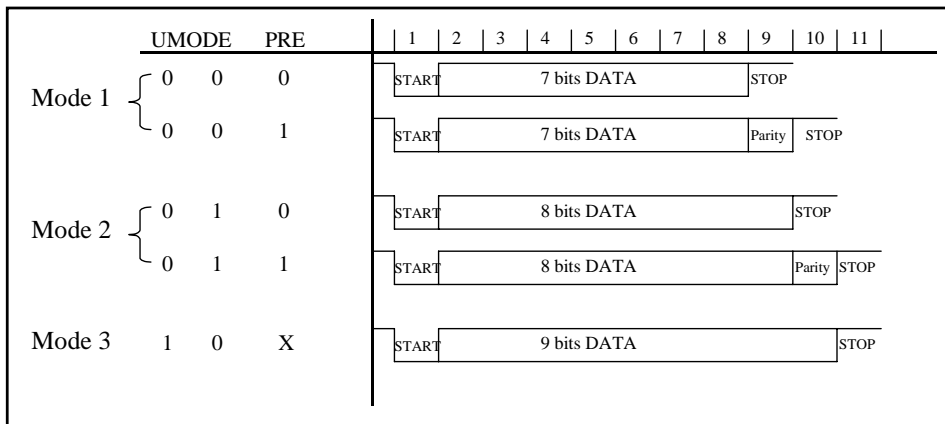 UMODE PRE 1 2 3 4 5 6 7 8 9 10 11
Mode 1
0 0 0 START 7 bits DATA STOP
0 0 1 START 7 bits DATA Parity STOP
Mode 2
0 1 0 START 8 bits DATA STOP
0 1 1 START 8 bits DATA Parity STOP
Mode 3 1 0 X START 9 bits DATA STOP